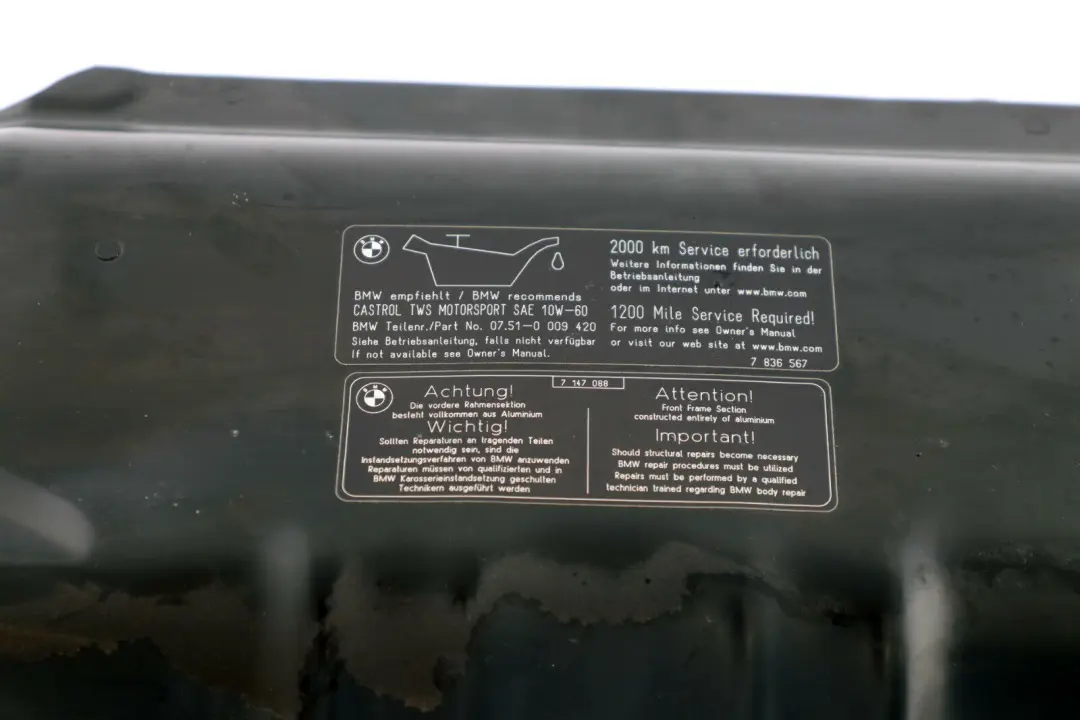 BMW empfiehlt / BMW recommends
CASTROL TWS MOTORSPORT SAE 10W-60
BMW Teilenr./Part No. 07.51-0 009 420
Siehe Betriebsanleitung, falls nicht verfügbar
If not available see Owner's Manual.
2000 km Service erforderlich
Weitere Informationen finden Sie in der
Betriebsanleitung
oder im Internet unter www.bmw.com
1200 Mile Service Required!
For more info see Owner's Manual
or visit our web site at www.bmw.com
7 836 567
7 147 088
Achtung!
Die vordere Rahmensektion
besteht vollkommen aus Aluminium
Wichtig!
Sollten Reparaturen an tragenden Teilen
notwendig sein, sind die
Instandsetzungsverfahren von BMW anzuwenden
Reparaturen müssen von qualifizierten und in
BMW Karosserieinstandsetzung geschulten
Technikern ausgeführt werden
Attention!
Front Frame Section
constructed entirely of aluminium
Important!
Should structural repairs become necessary
BMW repair procedures must be utilized
Repairs must be performed by a qualified
technician trained regarding BMW body repair